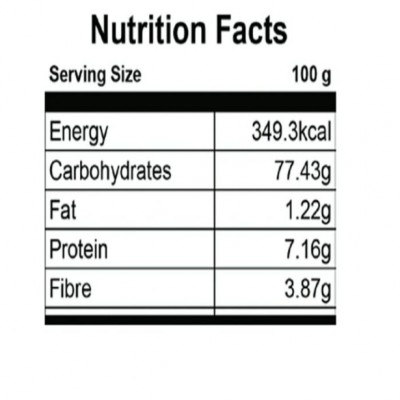 Nutrition Facts
Serving Size 100 g
Energy 349.3kcal
Carbohydrates 77.43g
Fat 1.22g
Protein 7.16g
Fibre 3.87g